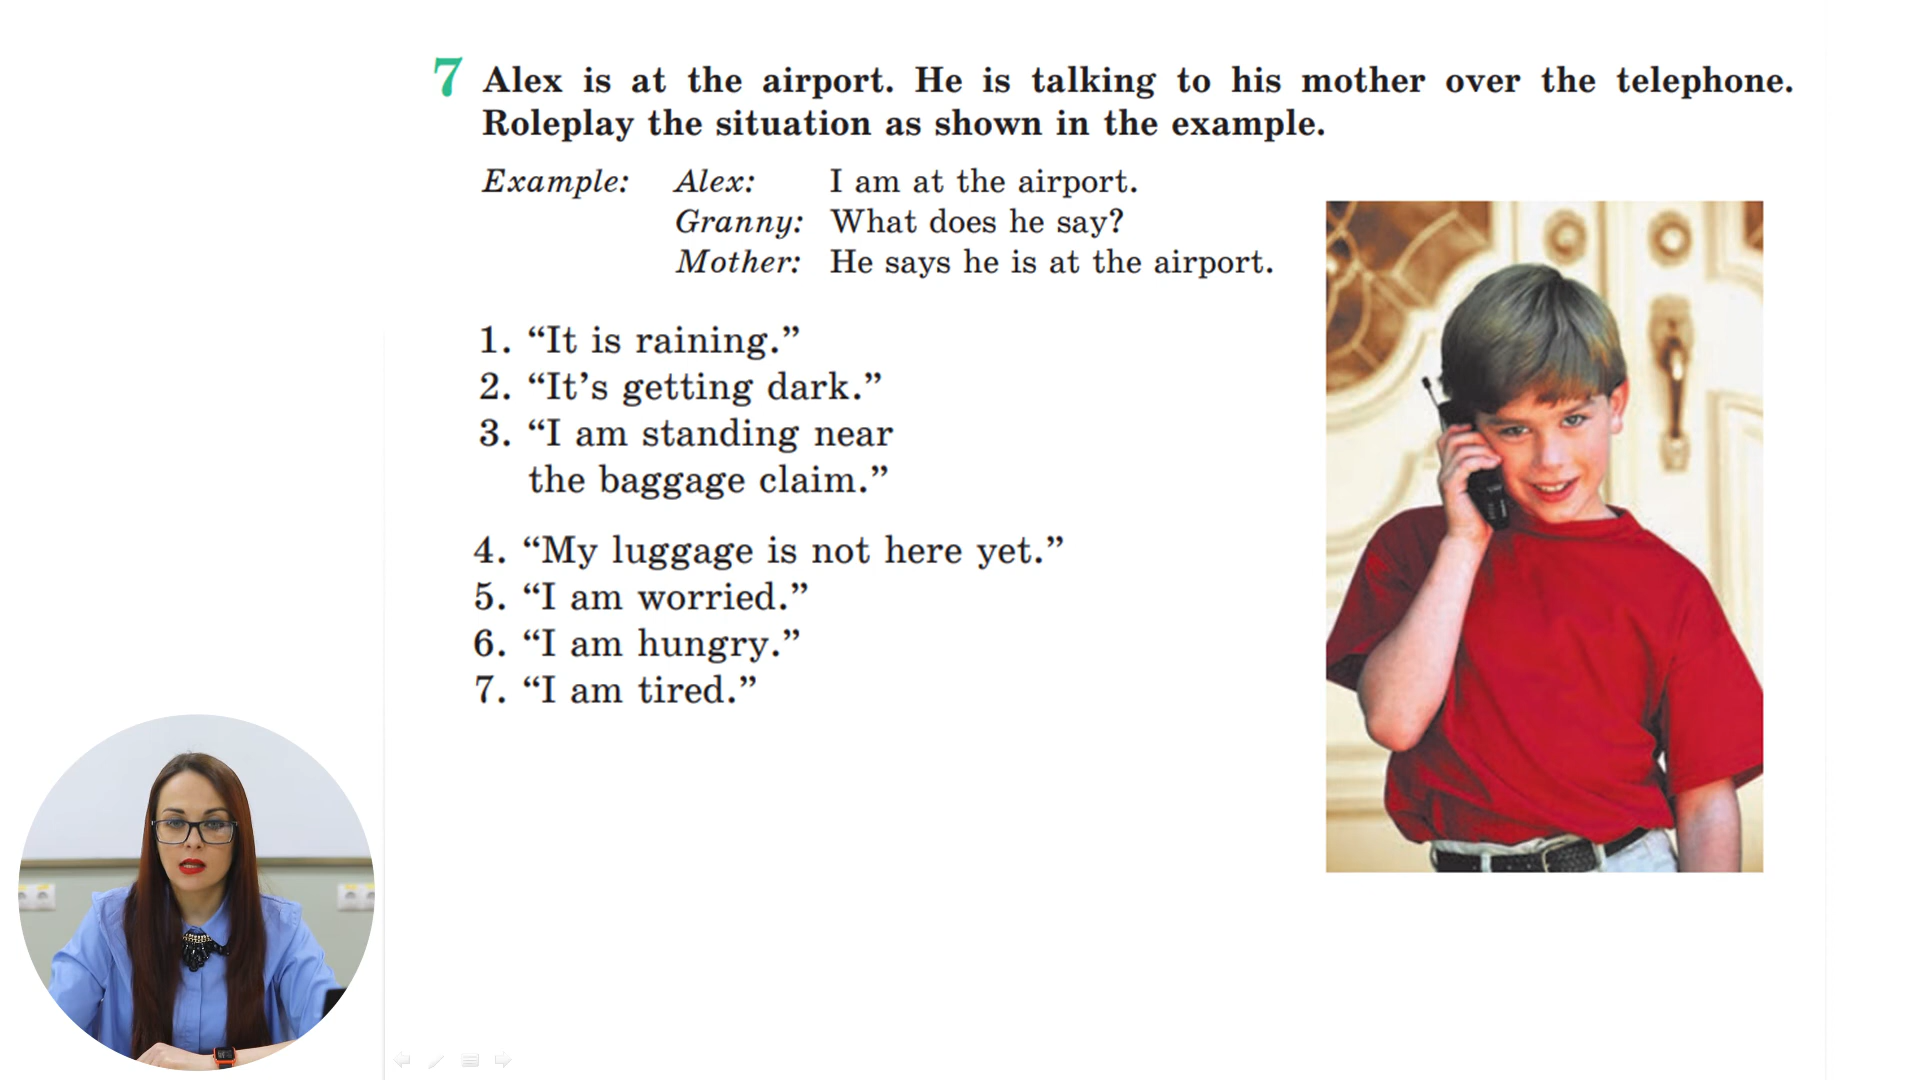 7 Alex is at the airport. He is talking to his mother over the telephone.
Roleplay the situation as shown in the example.
Example: Alex: I am at the airport.
Granny: What does he say?
Mother: He says he is at the airport.
1. “It is raining.”
2. “It’s getting dark.”
3. “I am standing near
the baggage claim.”
4. “My luggage is not here yet.”
5. “I am worried.”
6. “I am hungry.”
7. “I am tired.”